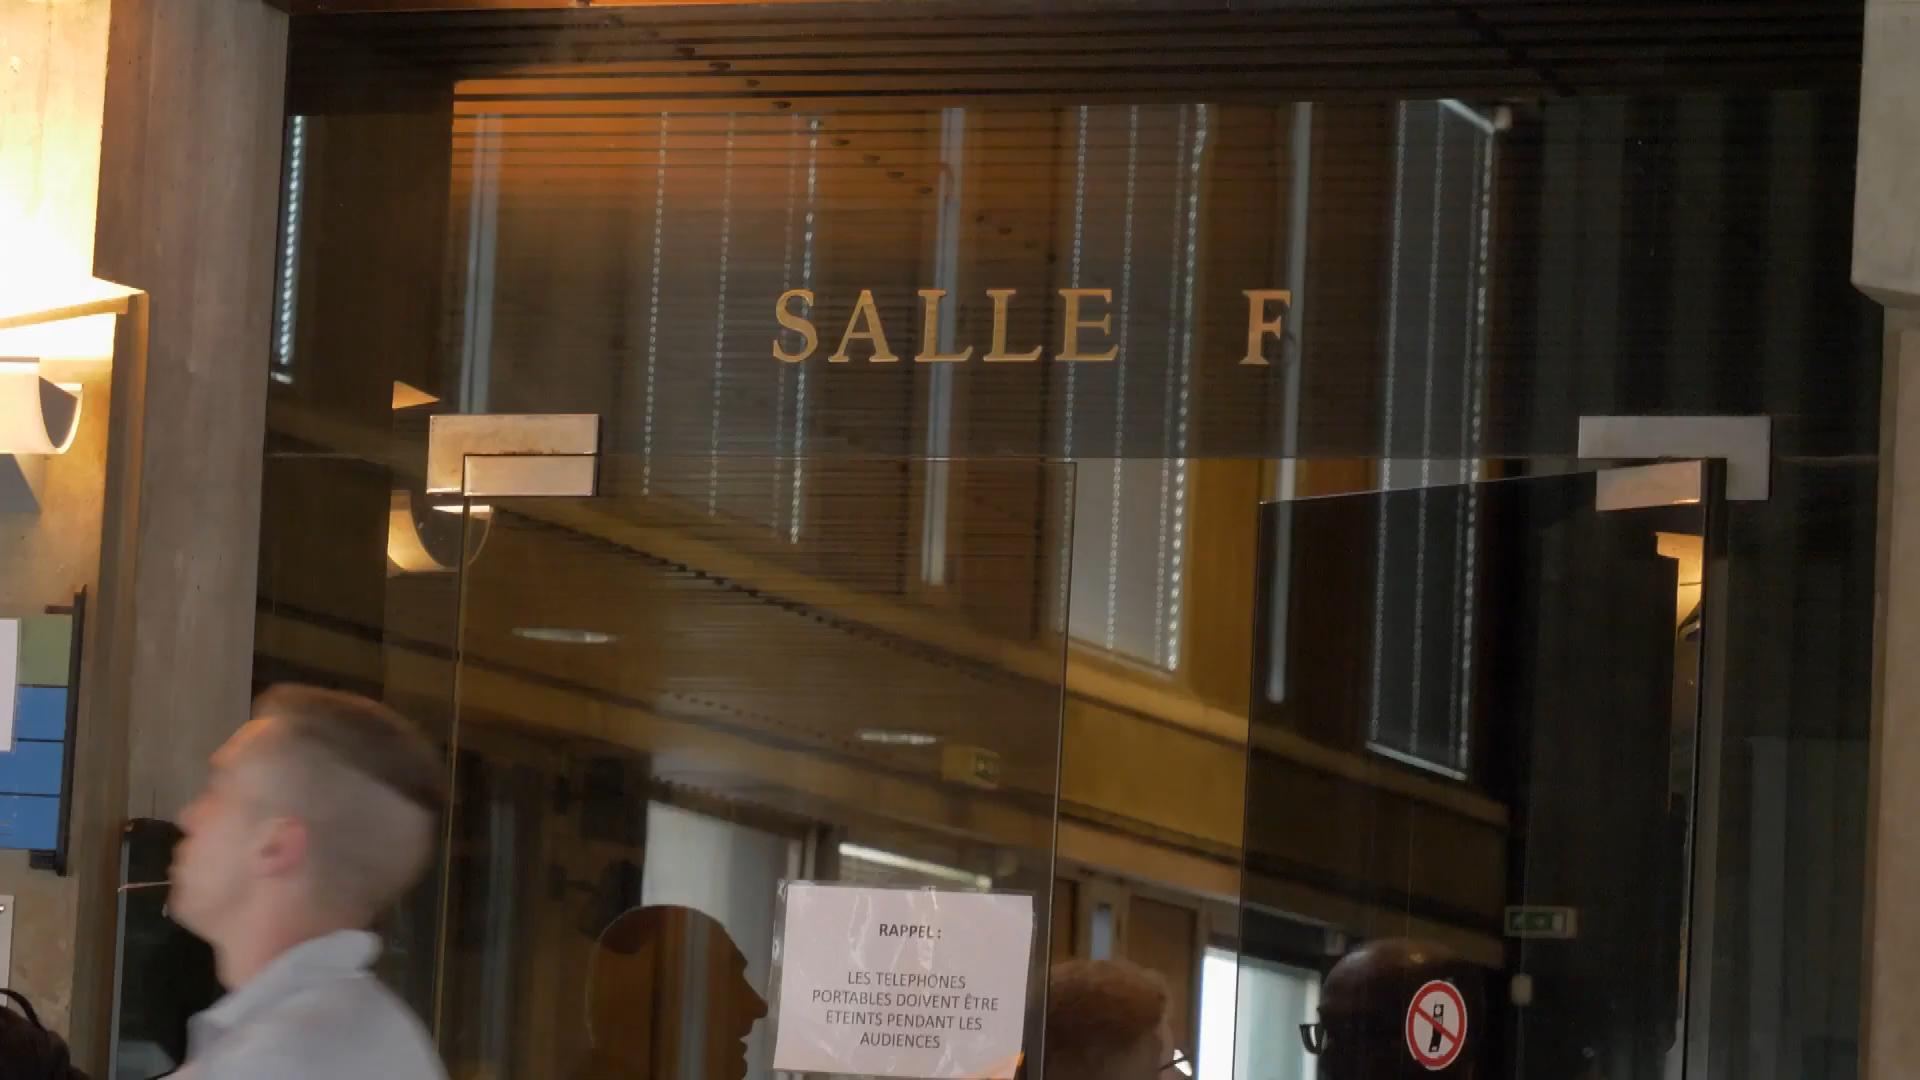 SALLE F
RAPPEL :
LES TELEPHONES
PORTABLES DOIVENT ÊTRE
ETEINTS PENDANT LES
AUDIENCES